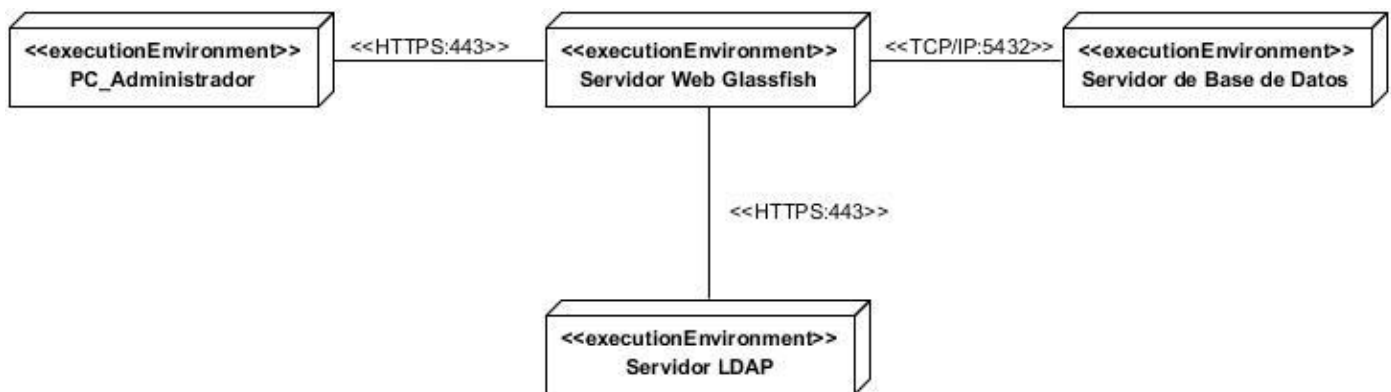 <<executionEnvironment>>
PC_Administrador
<<HTTPS:443>>
<<executionEnvironment>>
Servidor Web Glassfish
<<TCP/IP:5432>>
<<executionEnvironment>>
Servidor de Base de Datos
<<HTTPS:443>>
<<executionEnvironment>>
Servidor LDAP